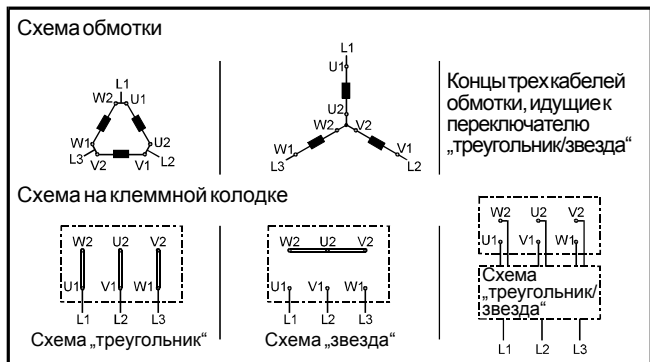 Схема обмотки
L1
W2 U1
W1 U2
L3 V2 V1 L2
L1
U1
U2
W2 V2
W1 V1
L3 L2
Концы трех кабелей
обмотки, идущие к
переключателю
„треугольник/звезда“
Схема на клеммной колодке
W2 U2 V2
U1 V1 W1
L1 L2 L3
Схема „треугольник“
W2 U2 V2
U1 V1 W1
L1 L2 L3
Схема „звезда“
W2 U2 V2
U1 V1 W1
Схема
„треугольник/
звезда“
L1 L2 L3